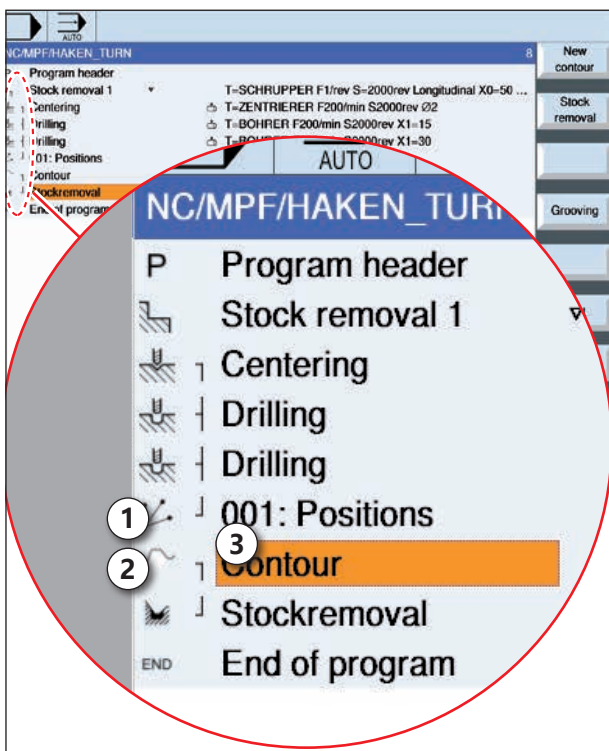 AUTO
NC/MPF/HAKEN_TURN 8
P Program header
Stock removal 1 T=SCHRUPPER F1/rev S=2000rev Longitudinal X0=50 ...
Centering T=ZENTRIERER F200/min S2000rev Ø2
Drilling T=BOHRER F200/min S2000rev X1=15
Drilling X1=30
001: Positions
Contour
Stockremoval
End of program
New
contour
Stock
removal
Grooving
AUTO
NC/MPF/HAKEN_TURN
P Program header
Stock removal 1
Centering
Drilling
Drilling
1 001: Positions
2 3 Contour
Stockremoval
END End of program